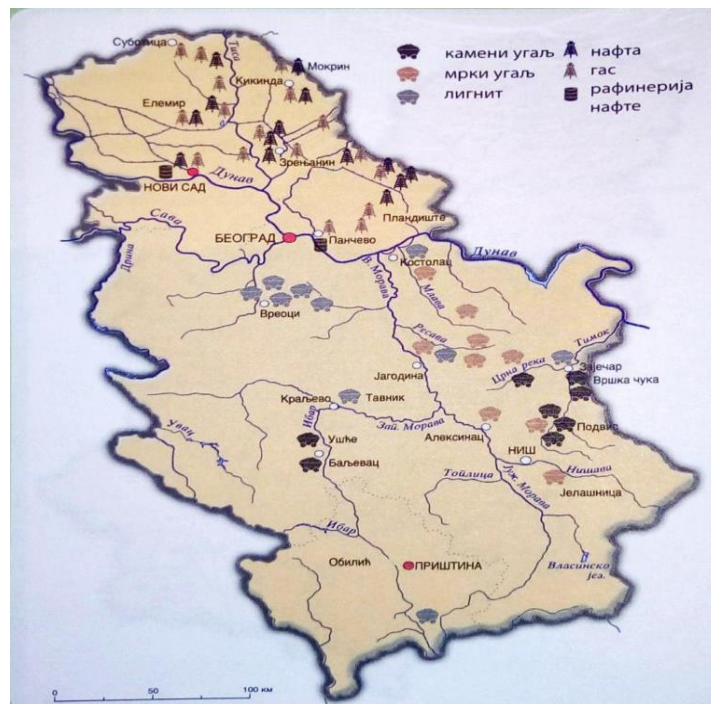 камени угаљ
мрки угаљ
лигнит
нафта
гас
рафинерија
нафте
Суботица
Тиса
Мокрин
Кикинда
Елемир
Зрењанин
Дунав
НОВИ САД
Пландиште
Сава
БЕОГРАД
Панчево
Дрина
Дунав
Костолац
В. Морава
Млава
Вреоци
Ресава
Тимок
Црна река
Зајечар
Вршка чука
Јагодина
Краљево
Тавник
Ибар
Зап. Морава
Увац
Ушће
Алексинац
Подвис
Баљевац
НИШ
Нишава
Топлица
Јуж. Морава
Јелашница
Ибар
Обилић
ПРИШТИНА
Власинско
јез.
0
50
100 км